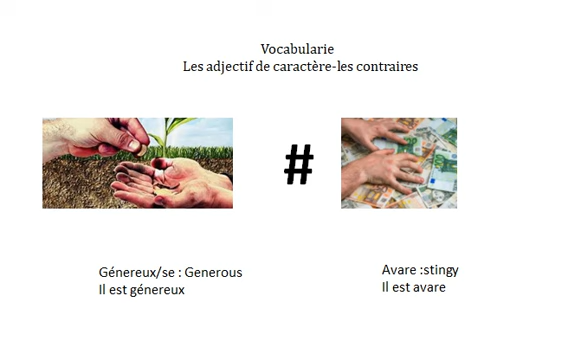 Vocabularie
Les adjectif de caractère-les contraires
#
Génereux/se : Generous
Il est génereux
Avare :stingy
Il est avare